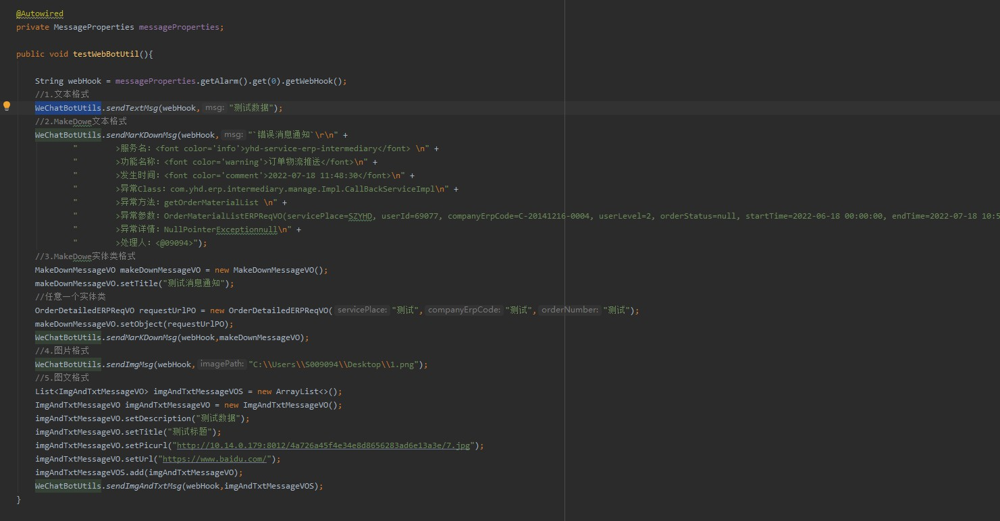 @Autowired
private MessageProperties messageProperties;
public void testWebBotUtil(){
String webHook = messageProperties.getAlarm().get(0).getWebHook();
//1.文本格式
WeChatBotUtils.sendTextMsg(webHook, msg: "测试数据");
//2.MakeDowe文本格式
WeChatBotUtils.sendMarKDownMsg(webHook, msg: "`错误消息通知`\r\n" +
"        >服务名：<font color='info'>yhd-service-erp-intermediary</font> \n" +
"        >功能名称：<font color='warning'>订单物流推送</font>\n" +
"        >发生时间：<font color='comment'>2022-07-18 11:48:30</font>\n" +
"        >异常Class：com.yhd.erp.intermediary.manage.Impl.CallBackServiceImpl\n" +
"        >异常方法：getOrderMaterialList \n" +
"        >异常参数：OrderMaterialListERPReqVO(servicePlace=SZYHD, userId=69077, companyErpCode=C-20141216-0004, userLevel=2, orderStatus=null, startTime=2022-06-18 00:00:00, endTime=2022-07-18 10:5
"        >异常详情：NullPointerExceptionnull\n" +
"        >处理人：<@09094>");
//3.MakeDowe实体类格式
MakeDownMessageVO makeDownMessageVO = new MakeDownMessageVO();
makeDownMessageVO.setTitle("测试消息通知");
//任意一个实体类
OrderDetailedERPReqVO requestUrlPO = new OrderDetailedERPReqVO( servicePlace: "测试", companyErpCode: "测试", orderNumber: "测试");
makeDownMessageVO.setObject(requestUrlPO);
WeChatBotUtils.sendMarKDownMsg(webHook,makeDownMessageVO);
//4.图片格式
WeChatBotUtils.sendImgMsg(webHook, imagePath: "C:\\Users\\S009094\\Desktop\\1.png");
//5.图文格式
List<ImgAndTxtMessageVO> imgAndTxtMessageVOS = new ArrayList<>();
ImgAndTxtMessageVO imgAndTxtMessageVO = new ImgAndTxtMessageVO();
imgAndTxtMessageVO.setDescription("测试数据");
imgAndTxtMessageVO.setTitle("测试标题");
imgAndTxtMessageVO.setPicurl("http://10.14.0.179:8012/4a726a45f4e34e8d8656283ad6e13a3e/7.jpg");
imgAndTxtMessageVO.setUrl("https://www.baidu.com/");
imgAndTxtMessageVOS.add(imgAndTxtMessageVO);
WeChatBotUtils.sendImgAndTxtMsg(webHook,imgAndTxtMessageVOS);
}